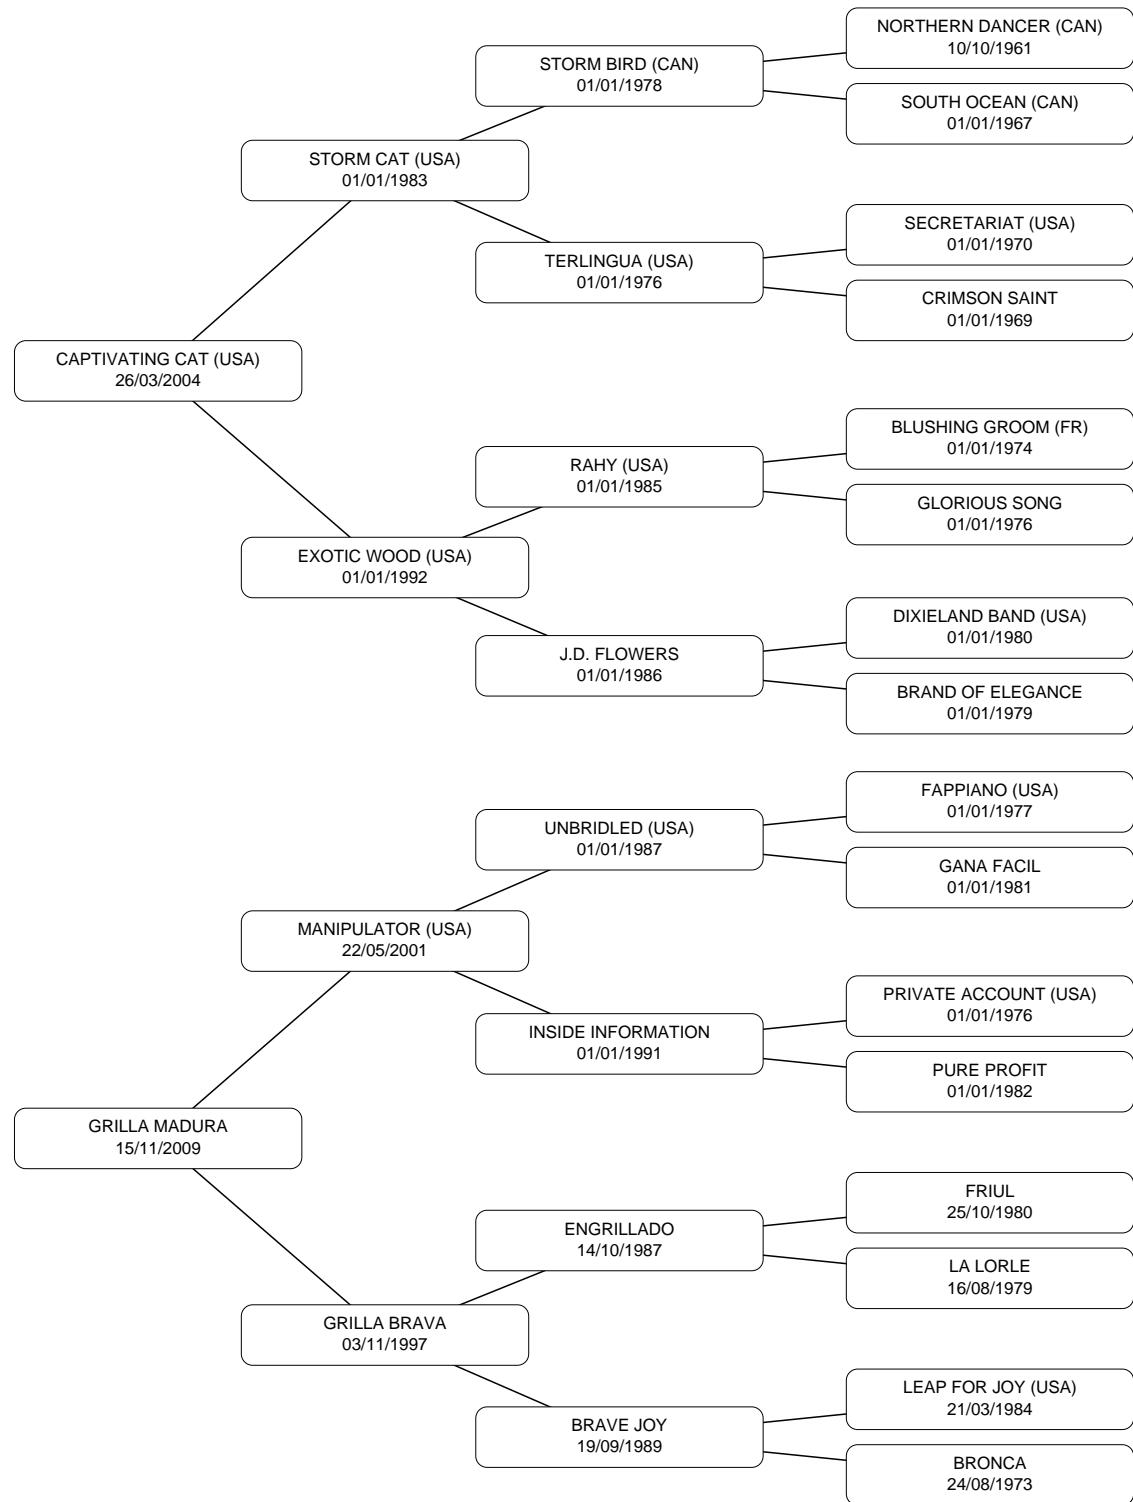 NORTHERN DANCER (CAN)
10/10/1961
STORM BIRD (CAN)
01/01/1978
SOUTH OCEAN (CAN)
01/01/1967
STORM CAT (USA)
01/01/1983
SECRETARIAT (USA)
01/01/1970
TERLINGUA (USA)
01/01/1976
CRIMSON SAINT
01/01/1969
CAPTIVATING CAT (USA)
26/03/2004
BLUSHING GROOM (FR)
01/01/1974
RAHY (USA)
01/01/1985
GLORIOUS SONG
01/01/1976
EXOTIC WOOD (USA)
01/01/1992
DIXIELAND BAND (USA)
01/01/1980
J.D. FLOWERS
01/01/1986
BRAND OF ELEGANCE
01/01/1979
FAPPIANO (USA)
01/01/1977
UNBRIDLED (USA)
01/01/1987
GANA FACIL
01/01/1981
MANIPULATOR (USA)
22/05/2001
PRIVATE ACCOUNT (USA)
01/01/1976
INSIDE INFORMATION
01/01/1991
PURE PROFIT
01/01/1982
GRILLA MADURA
15/11/2009
FRIUL
25/10/1980
ENGRILLADO
14/10/1987
LA LORLE
16/08/1979
GRILLA BRAVA
03/11/1997
LEAP FOR JOY (USA)
21/03/1984
BRAVE JOY
19/09/1989
BRONCA
24/08/1973